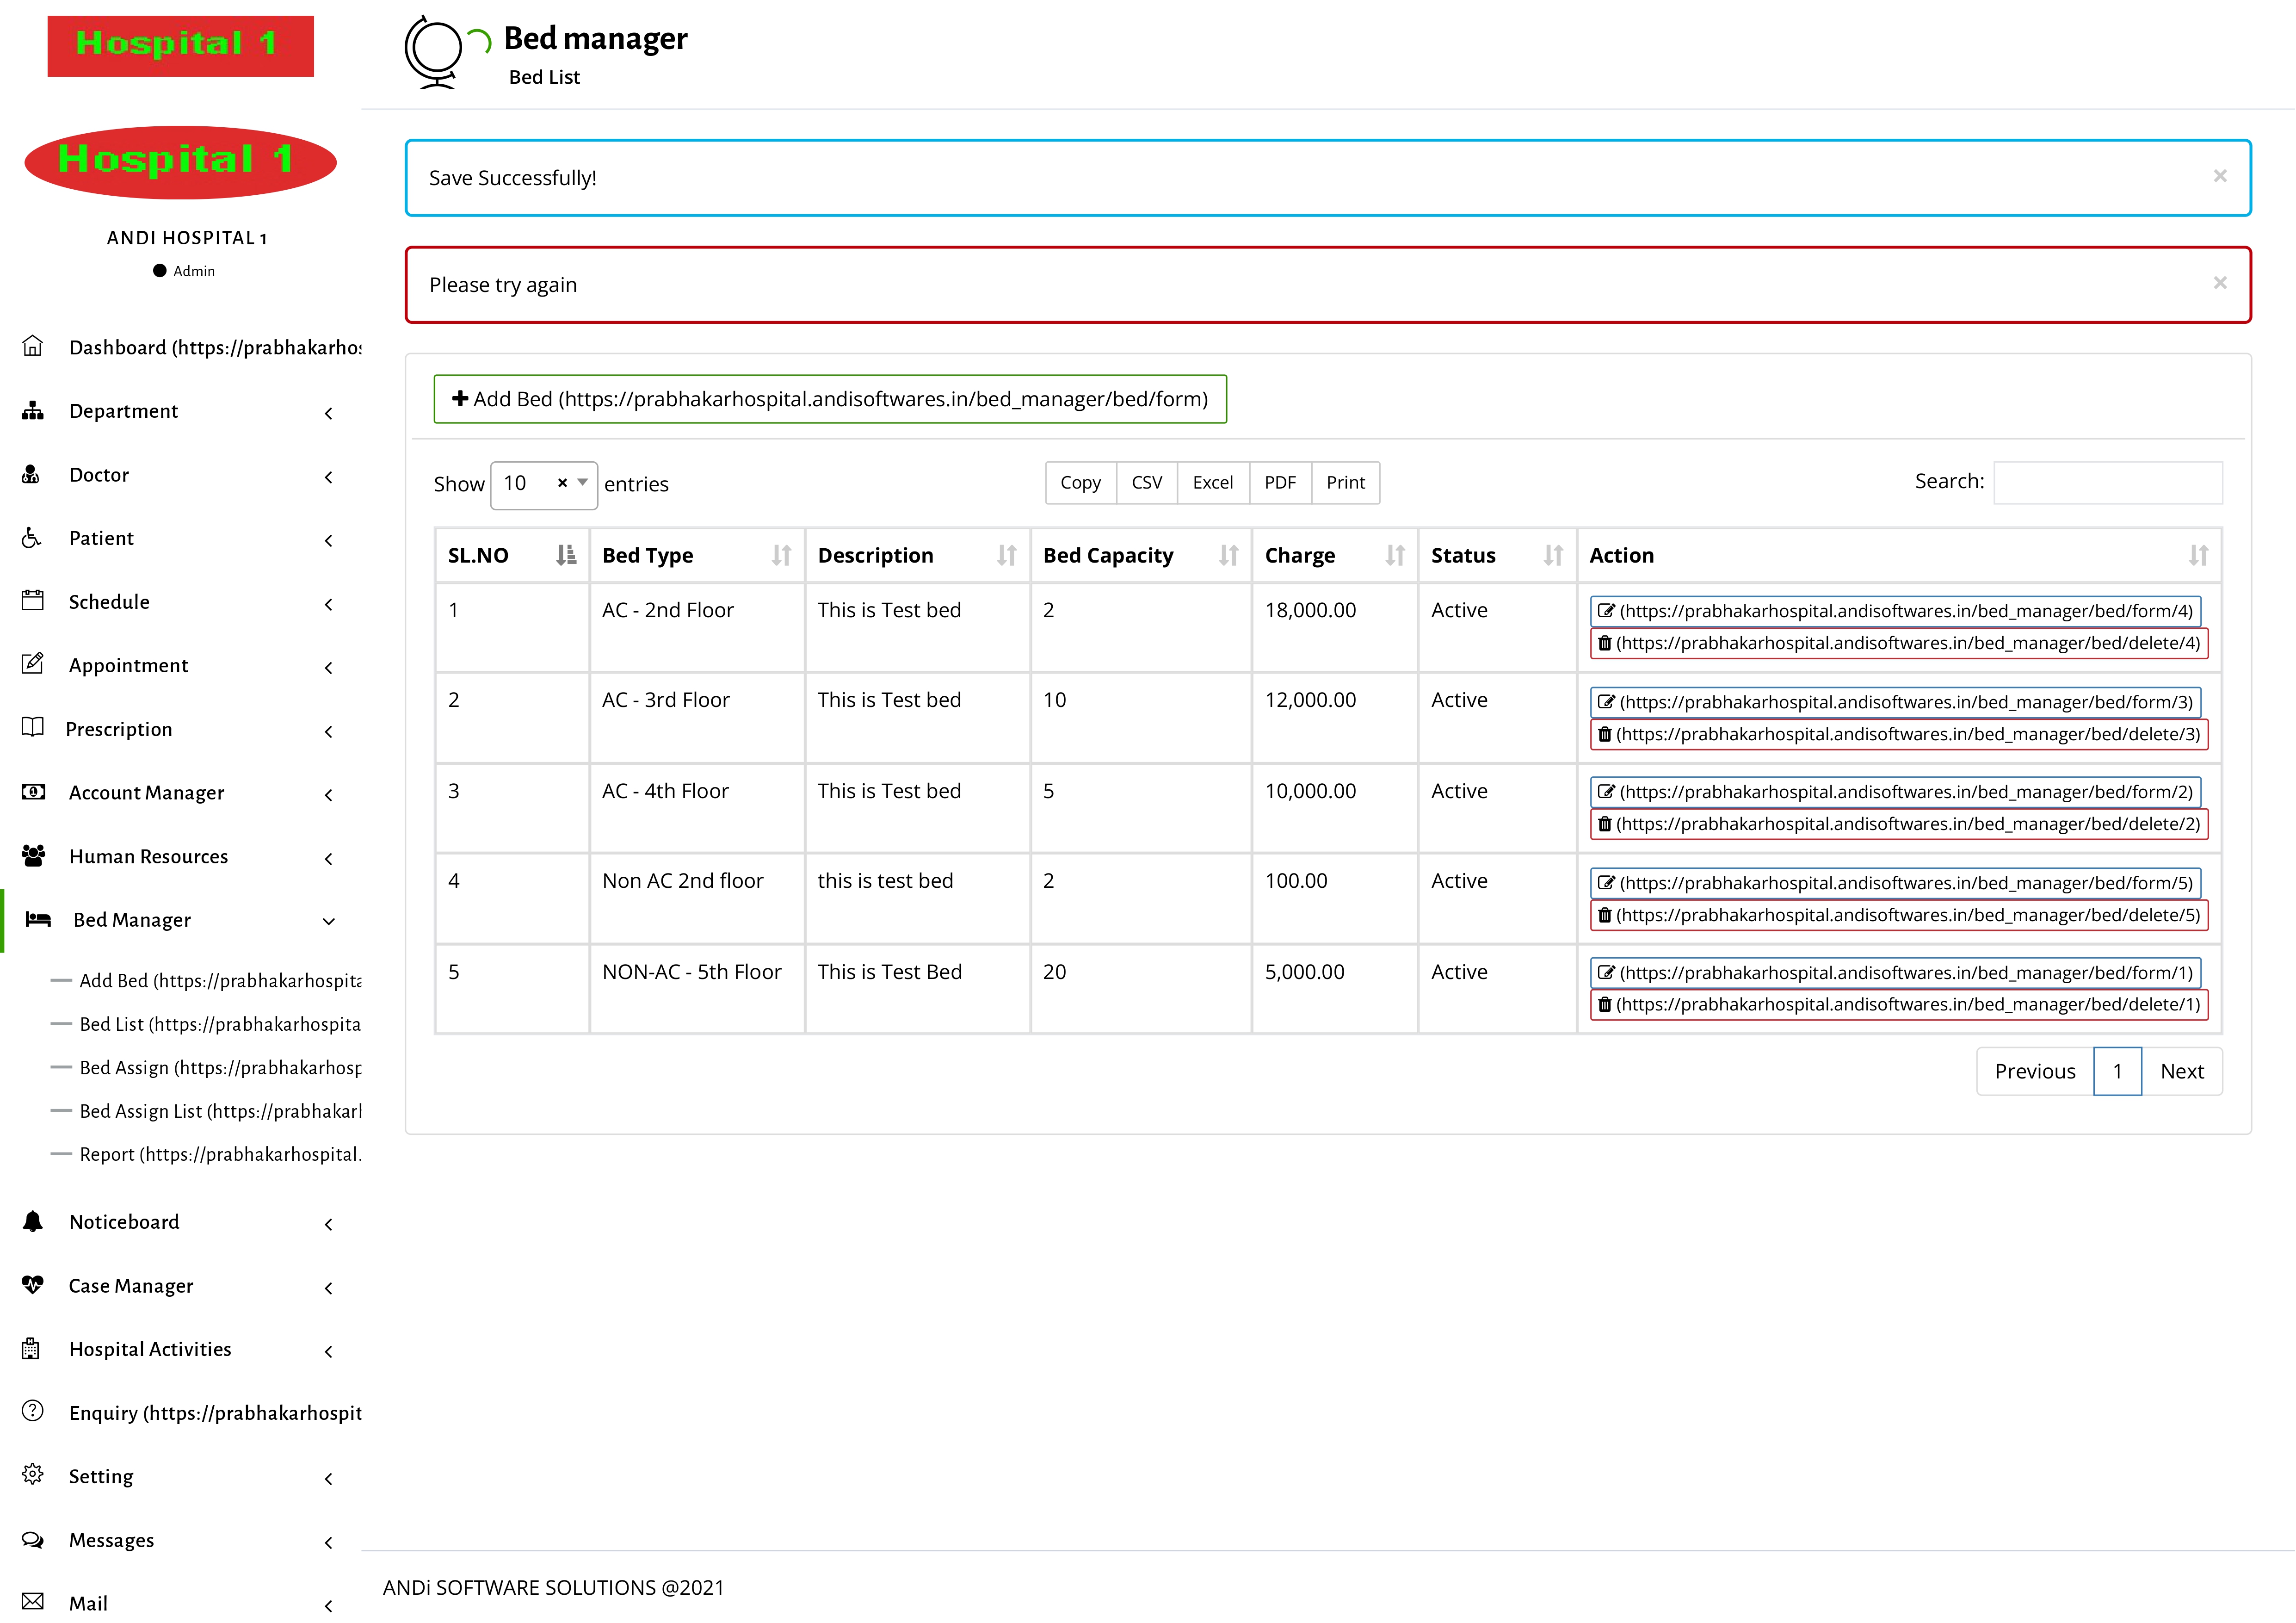 Hospital 1
Hospital 1
ANDI HOSPITAL 1
Admin
Dashboard (https://prabhakarhos
Department
Doctor
Patient
Schedule
Appointment
Prescription
Account Manager
Human Resources
Bed Manager
Add Bed (https://prabhakarhospita
Bed List (https://prabhakarhospita
Bed Assign (https://prabhakarhosp
Bed Assign List (https://prabhakarl
Report (https://prabhakarhospital.
Noticeboard
Case Manager
Hospital Activities
Enquiry (https://prabhakarhospit
Setting
Messages
Mail
Bed manager
Bed List
Save Successfully! ×
Please try again ×
Add Bed (https://prabhakarhospital.andisoftwares.in/bed_manager/bed/form)
Show 10 × entries Copy CSV Excel PDF Print Search:
SL.NO Bed Type Description Bed Capacity Charge Status Action
1 AC - 2nd Floor This is Test bed 2 18,000.00 Active (https://prabhakarhospital.andisoftwares.in/bed_manager/bed/form/4)
(https://prabhakarhospital.andisoftwares.in/bed_manager/bed/delete/4)
2 AC - 3rd Floor This is Test bed 10 12,000.00 Active (https://prabhakarhospital.andisoftwares.in/bed_manager/bed/form/3)
(https://prabhakarhospital.andisoftwares.in/bed_manager/bed/delete/3)
3 AC - 4th Floor This is Test bed 5 10,000.00 Active (https://prabhakarhospital.andisoftwares.in/bed_manager/bed/form/2)
(https://prabhakarhospital.andisoftwares.in/bed_manager/bed/delete/2)
4 Non AC 2nd floor this is test bed 2 100.00 Active (https://prabhakarhospital.andisoftwares.in/bed_manager/bed/form/5)
(https://prabhakarhospital.andisoftwares.in/bed_manager/bed/delete/5)
5 NON-AC - 5th Floor This is Test Bed 20 5,000.00 Active (https://prabhakarhospital.andisoftwares.in/bed_manager/bed/form/1)
(https://prabhakarhospital.andisoftwares.in/bed_manager/bed/delete/1)
Previous 1 Next
ANDi SOFTWARE SOLUTIONS @2021